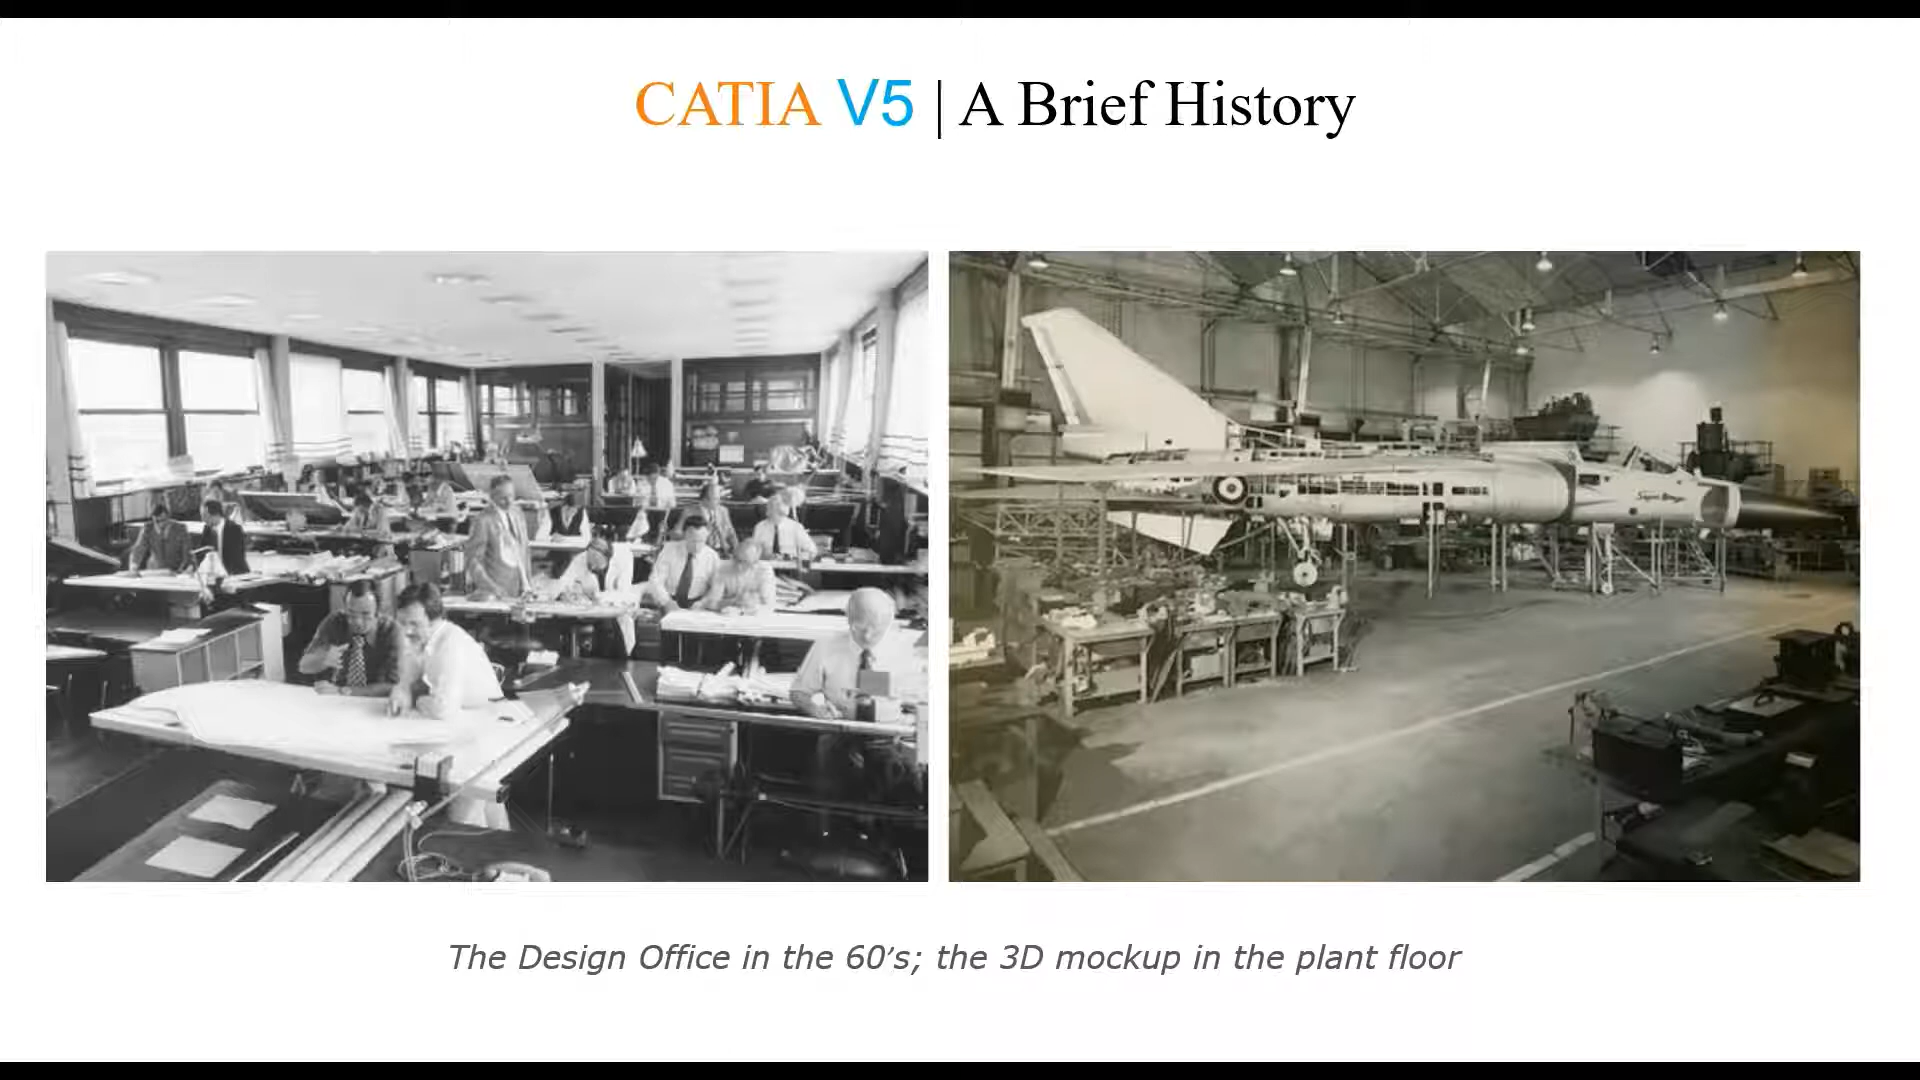 CATIA V5 | A Brief History
The Design Office in the 60’s; the 3D mockup in the plant floor